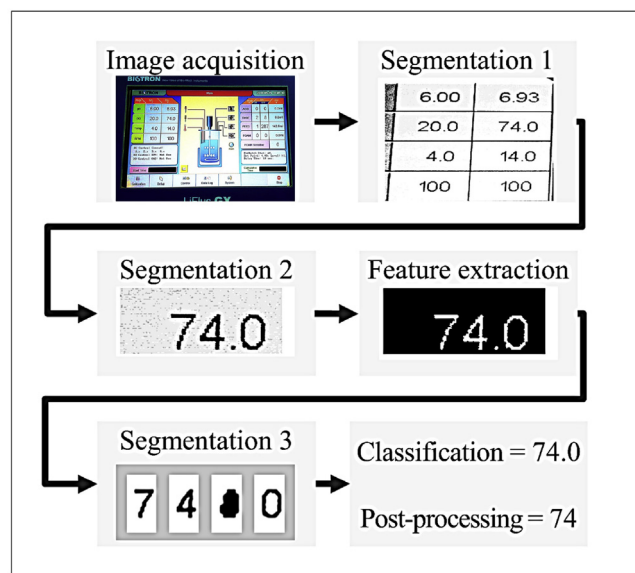 Image acquisition
Segmentation 1
BIOTRON
LiFlus GX
6.00 6.93
20.0 74.0
4.0 14.0
100 100
Segmentation 2
Feature extraction
74.0
74.0
Segmentation 3
Classification = 74.0
7 4 0
Post-processing = 74